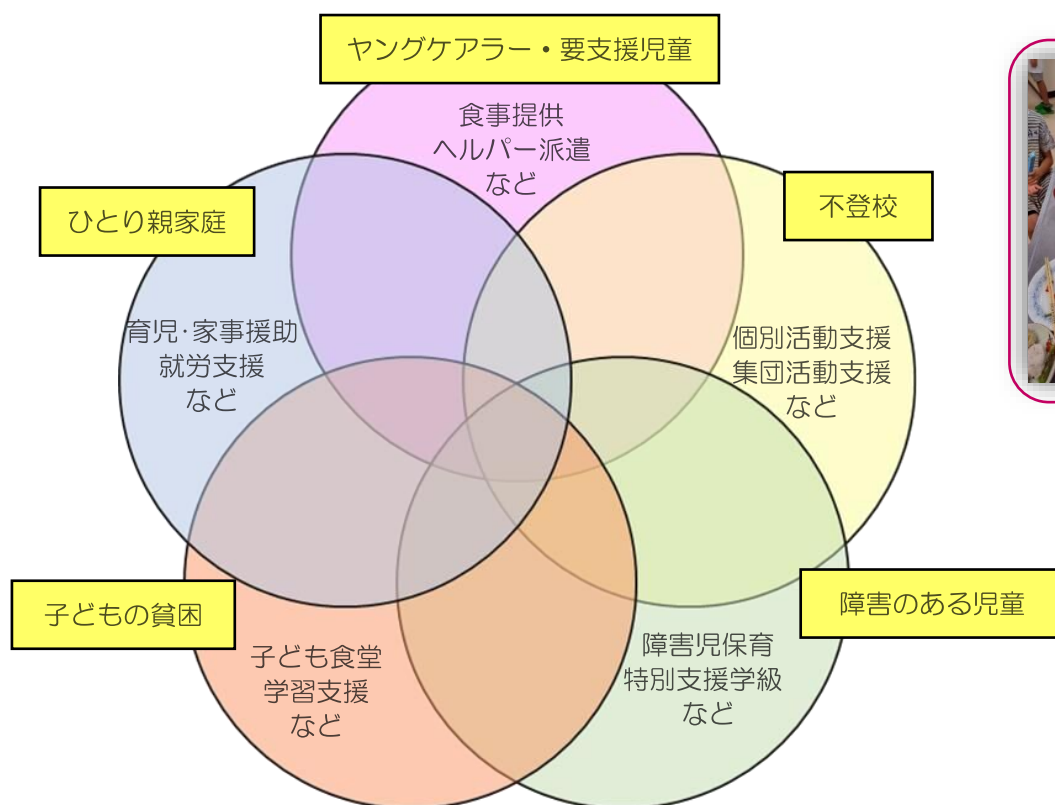 ヤングケアラー・要支援児童
食事提供
ヘルパー派遣
など
ひとり親家庭
育児・家事援助
就労支援
など
不登校
個別活動支援
集団活動支援
など
子どもの貧困
子ども食堂
学習支援
など
障害のある児童
障害児保育
特別支援学級
など